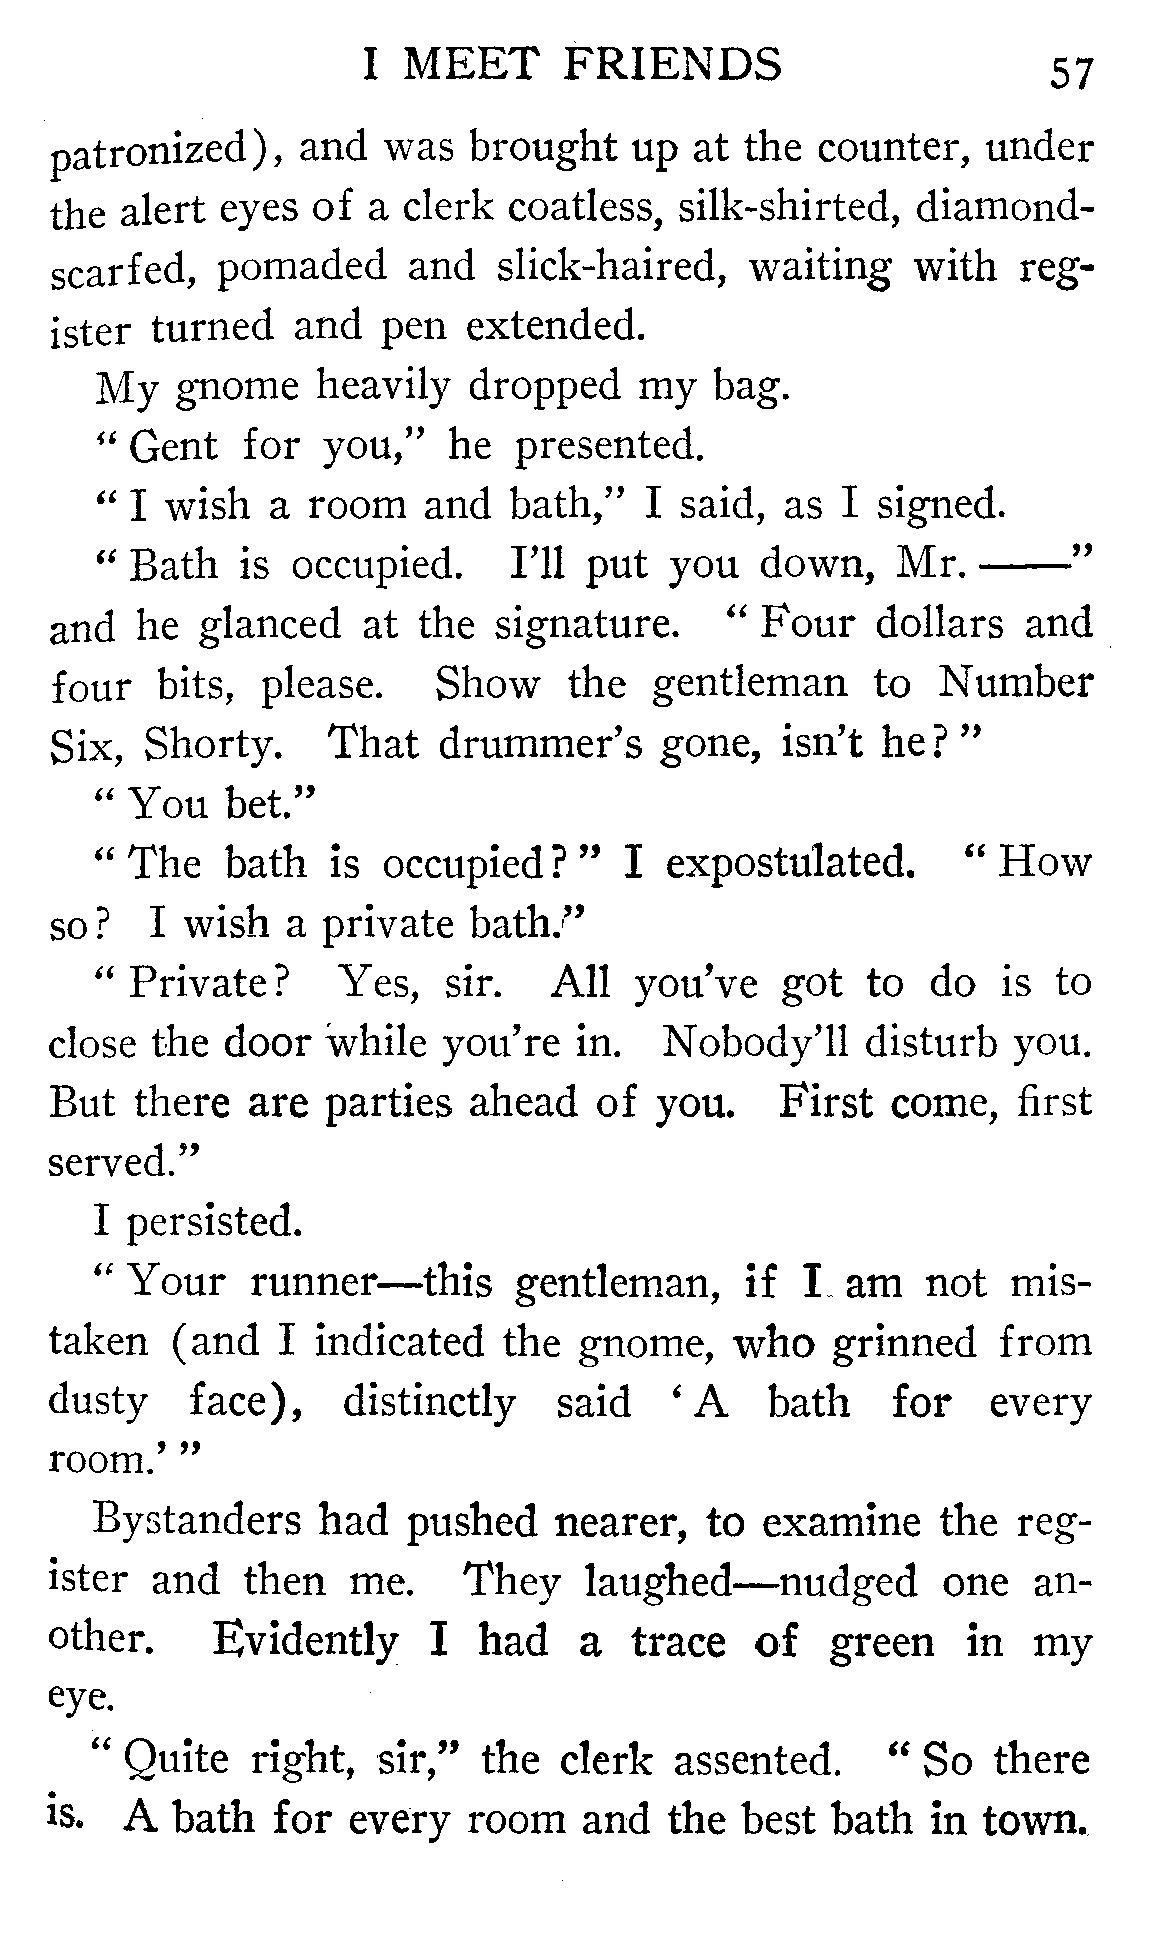 I MEET FRIENDS 57
patronized), and was brought up at the counter, under
the alert eyes of a clerk coatless, silk-shirted, diamond-
scarfed, pomaded and slick-haired, waiting with reg-
ister turned and pen extended.
My gnome heavily dropped my bag.
“ Gent for you,” he presented.
“ I wish a room and bath,” I said, as I signed.
“ Bath is occupied. I’ll put you down, Mr. ——”
and he glanced at the signature. “ Four dollars and
four bits, please. Show the gentleman to Number
Six, Shorty. That drummer’s gone, isn’t he? ”
“ You bet.”
“ The bath is occupied? ” I expostulated. “ How
so? I wish a private bath.”
“ Private? Yes, sir. All you’ve got to do is to
close the door while you’re in. Nobody’ll disturb you.
But there are parties ahead of you. First come, first
served.”
I persisted.
“ Your runner—this gentleman, if I am not mis-
taken (and I indicated the gnome, who grinned from
dusty face), distinctly said ‘ A bath for every
room.’ ”
Bystanders had pushed nearer, to examine the reg-
ister and then me. They laughed—nudged one an-
other. Evidently I had a trace of green in my
eye.
“ Quite right, sir,” the clerk assented. “ So there
is. A bath for every room and the best bath in town.